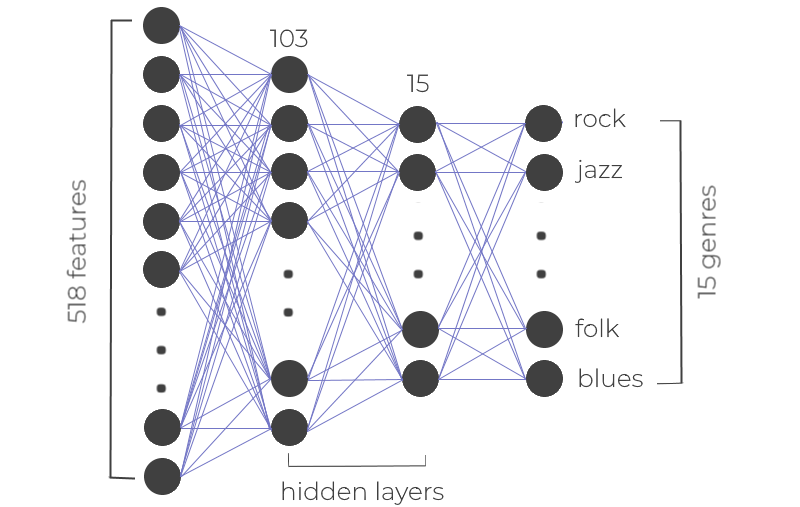 518 features
103
15
rock
jazz
folk
blues
15 genres
hidden layers